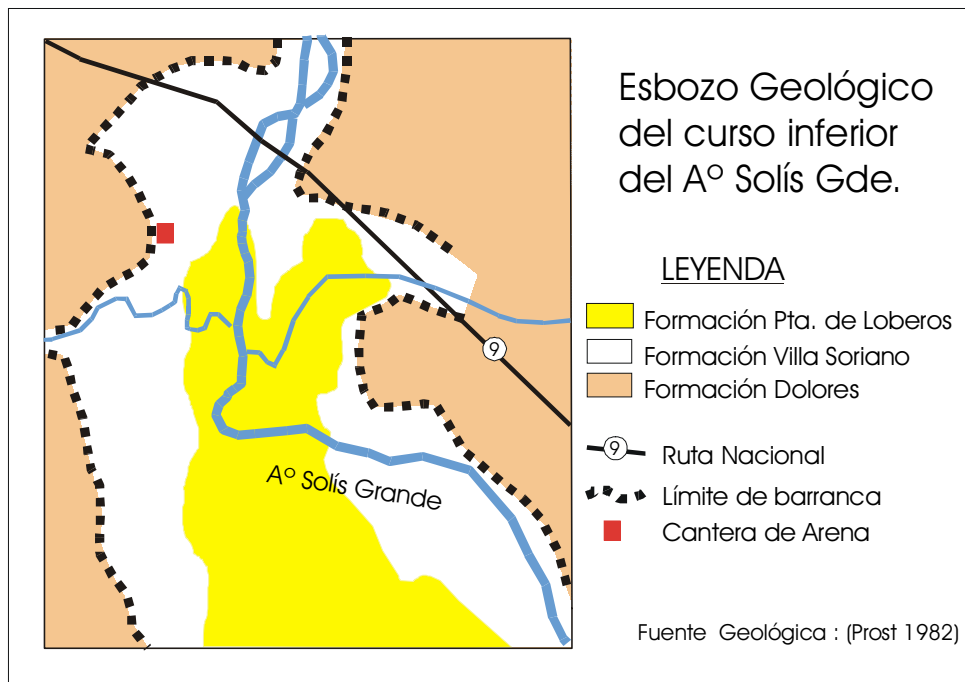 Esbozo Geológico
del curso inferior
del Aº Solís Gde.
LEYENDA
Formación Pta. de Loberos
Formación Villa Soriano
Formación Dolores
9
Ruta Nacional
Límite de barranca
Cantera de Arena
9
Aº Solís Grande
Fuente Geológica : (Prost 1982)